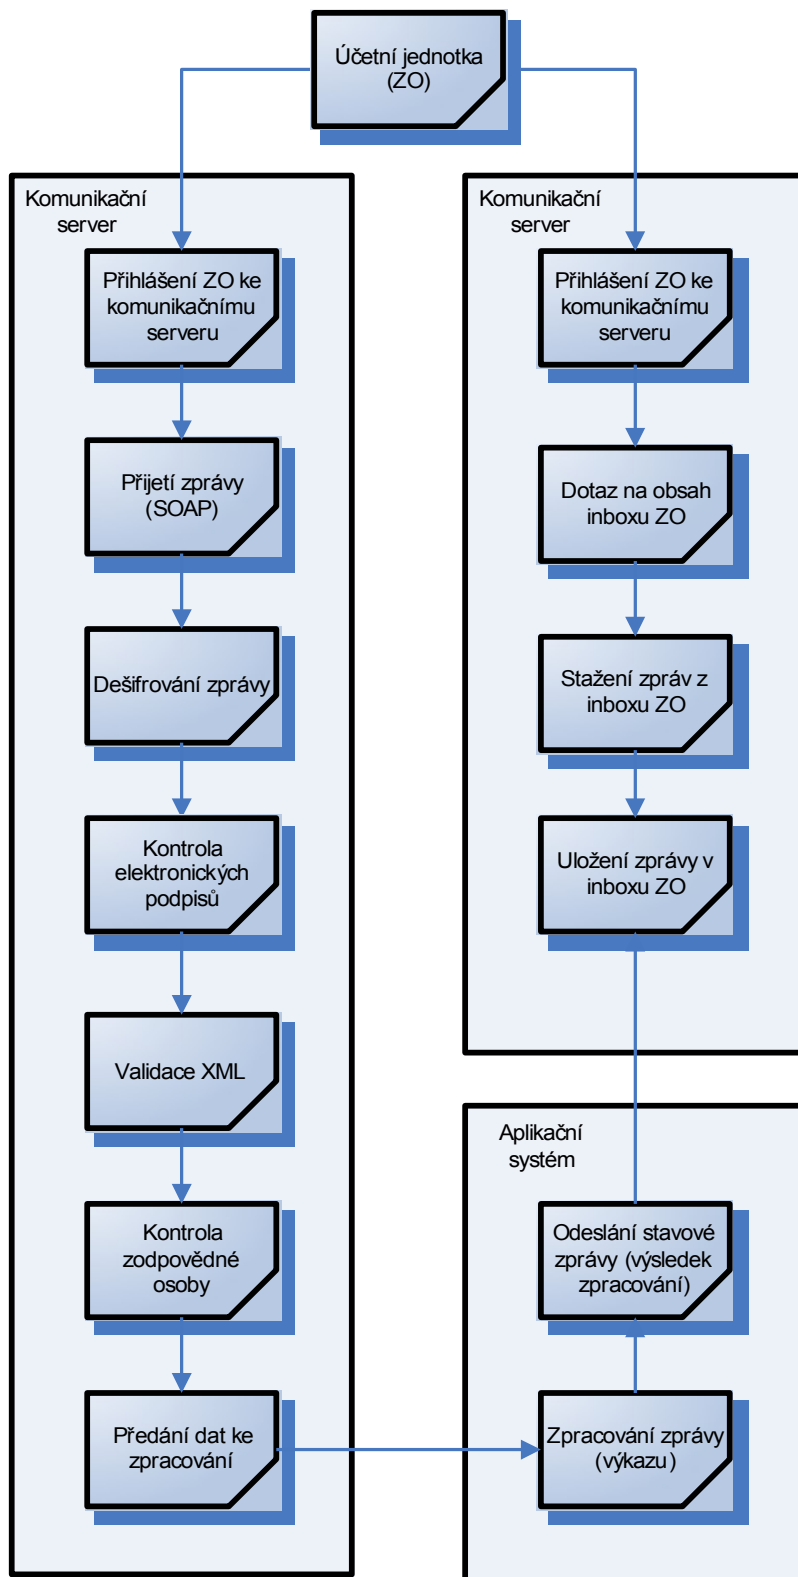 Účetní jednotka
(ZO)
Komunikační
server
Přihlášení ZO ke
komunikačnímu
serveru
Přijetí zprávy
(SOAP)
Dešifrování zprávy
Kontrola
elektronických
podpisů
Validace XML
Kontrola
zodpovědné
osoby
Předání dat ke
zpracování
Komunikační
server
Přihlášení ZO ke
komunikačnímu
serveru
Dotaz na obsah
inboxu ZO
Stažení zpráv z
inboxu ZO
Uložení zprávy v
inboxu ZO
Aplikační
systém
Odeslání stavové
zprávy (výsledek
zpracování)
Zpracování zprávy
(výkazu)